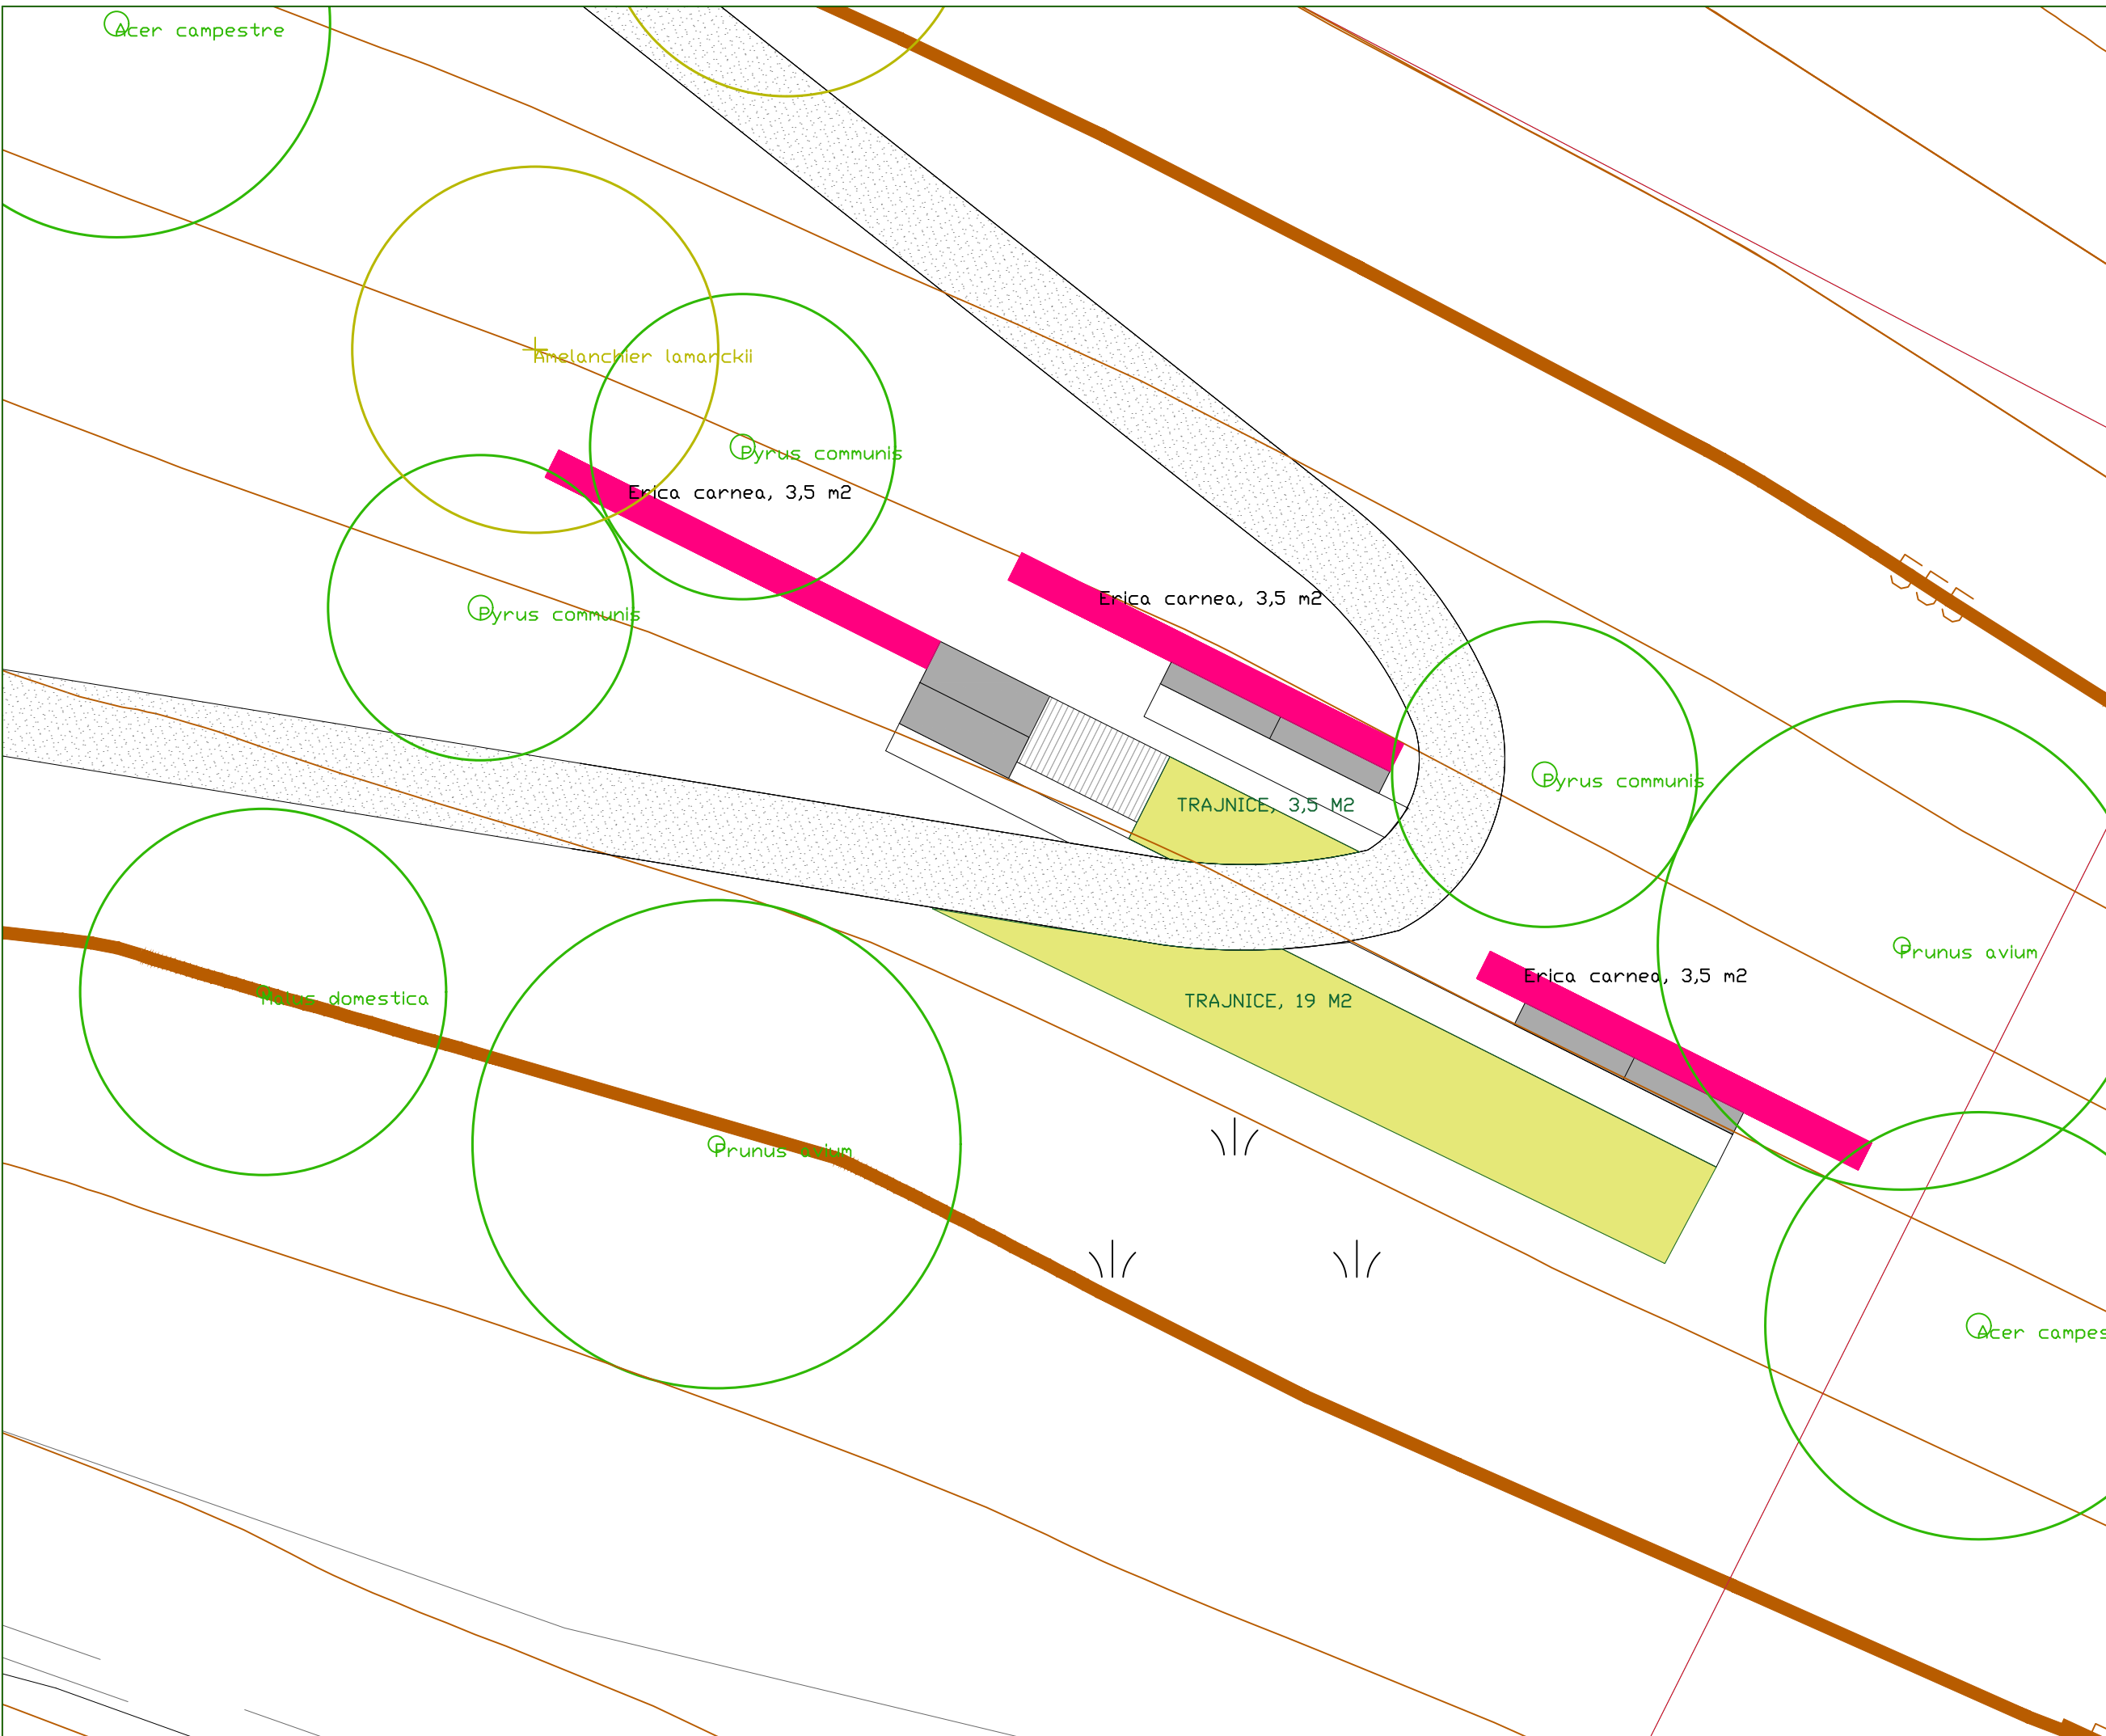 Acer campestre
Amelanchier lamarckii
Pyrus communis
Erica carnea, 3,5 m2
555
Erica carnea, 3,5 m2
Pyrus communis
Pyrus communis
TRAJNICE, 3,5 M2
Prunus avium
Erica carnea, 3,5 m2
Malus domestica
TRAJNICE, 19 M2
Prunus avium
Acer campes